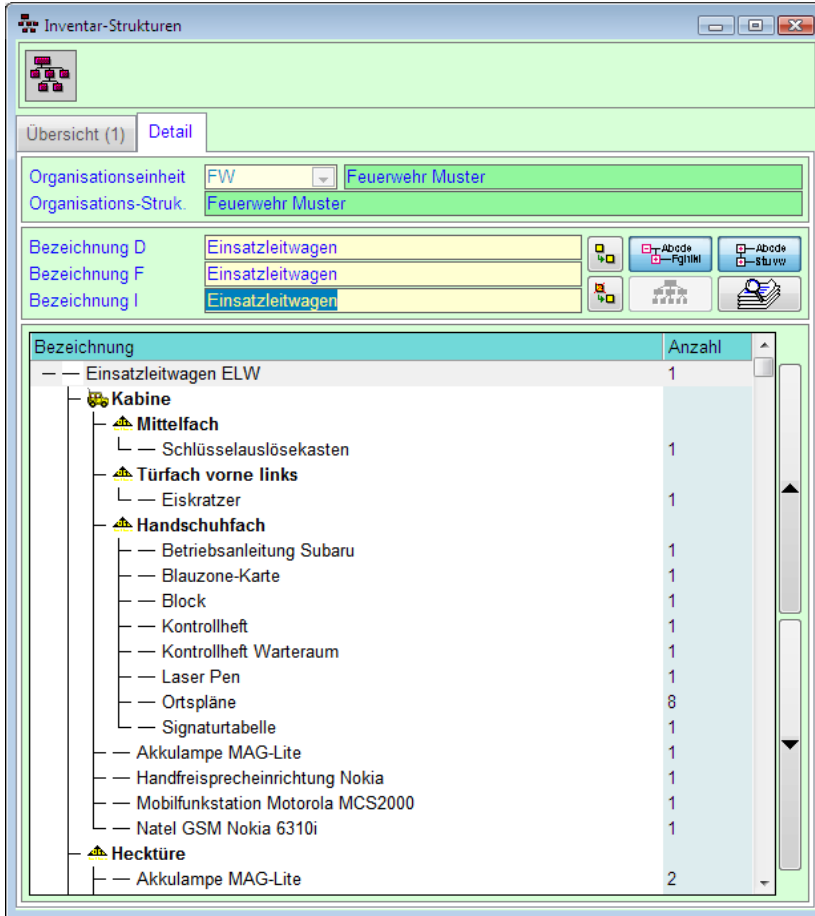 Inventar-Strukturen
Übersicht (1) Detail
Organisationseinheit FW Feuerwehr Muster
Organisations-Struk. Feuerwehr Muster
Bezeichnung D Einsatzleitwagen
Abcde
Fghikl
Abcde
stuvw
Bezeichnung F Einsatzleitwagen
Bezeichnung I Einsatzleitwagen
Bezeichnung Anzahl
Einsatzleitwagen ELW 1
Kabine
Mittelfach
Schlüsselauslösekasten 1
Türfach vorne links
Eiskratzer 1
Handschuhfach
Betriebsanleitung Subaru 1
Blauzone-Karte 1
Block 1
Kontrollheft 1
Kontrollheft Warteraum 1
Laser Pen 1
Ortspläne 8
Signaturtabelle 1
Akkulampe MAG-Lite 1
Handfreisprecheinrichtung Nokia 1
Mobilfunkstation Motorola MCS2000 1
Natel GSM Nokia 6310i 1
Hecktüre
Akkulampe MAG-Lite 2